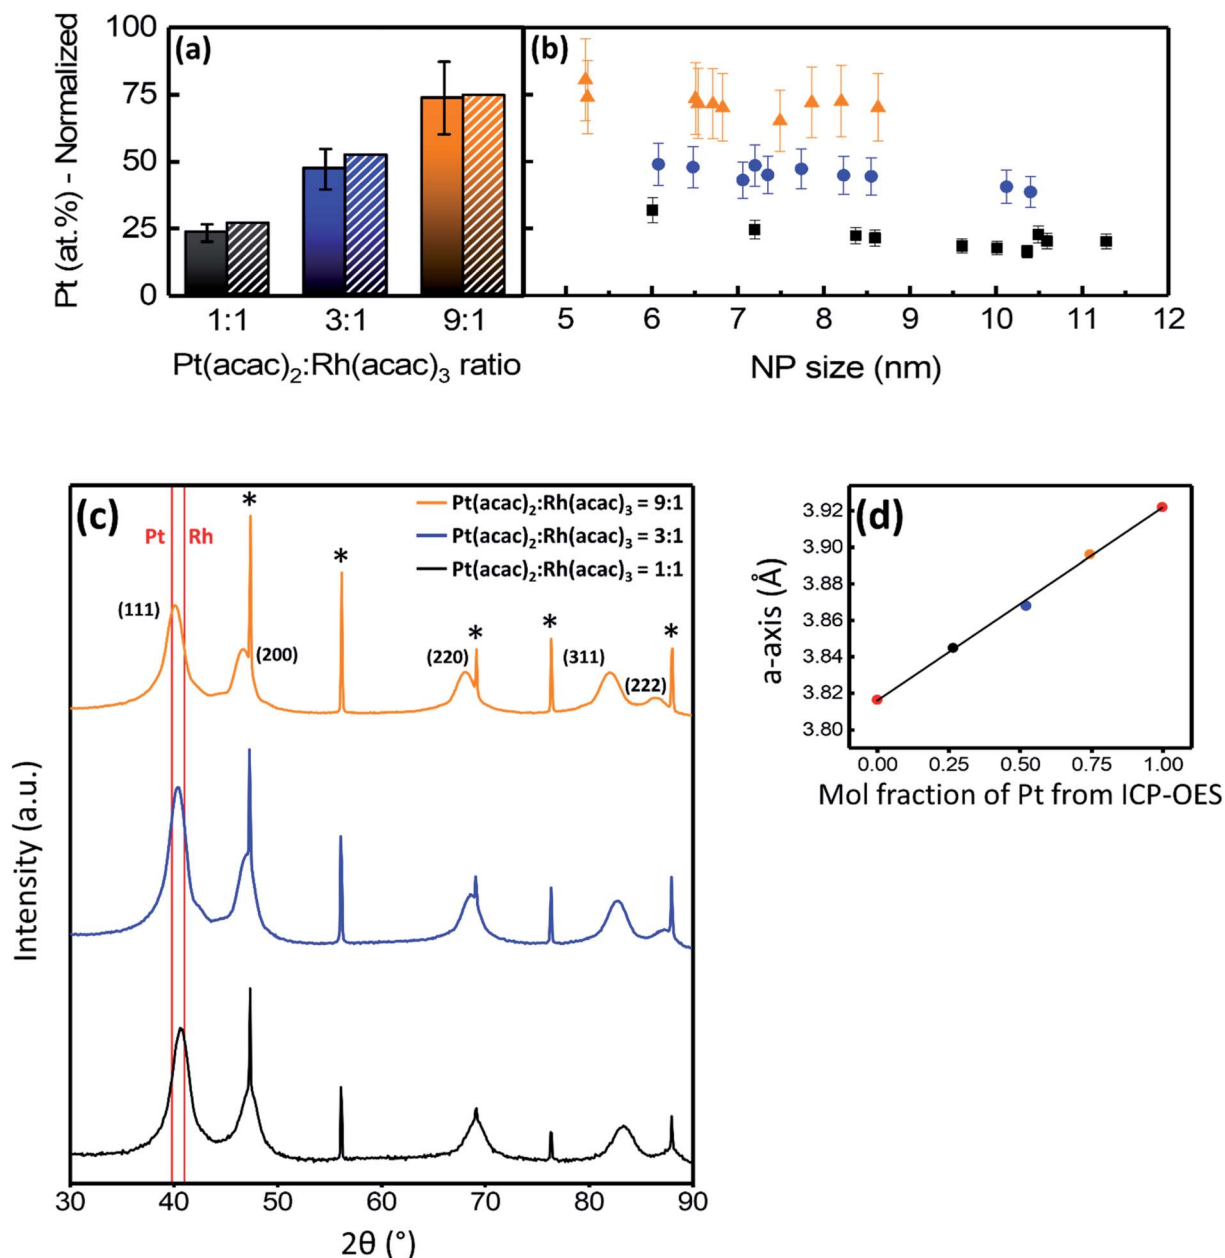 Pt (at.%) - Normalized
100
75
50
25
0
(a)
1:1
3:1
9:1
Pt(acac)₂:Rh(acac)₃ ratio
(b)
5
6
7
8
9
10
11
12
NP size (nm)
(c)
Pt
Rh
Pt(acac)₂:Rh(acac)₃ = 9:1
Pt(acac)₂:Rh(acac)₃ = 3:1
Pt(acac)₂:Rh(acac)₃ = 1:1
*
*
*
*
*
(111)
(200)
(220)
(311)
(222)
Intensity (a.u.)
30
40
50
60
70
80
90
2θ (°)
(d)
a-axis (Å)
3.92
3.90
3.88
3.86
3.84
3.82
3.80
0.00
0.25
0.50
0.75
1.00
Mol fraction of Pt from ICP-OES